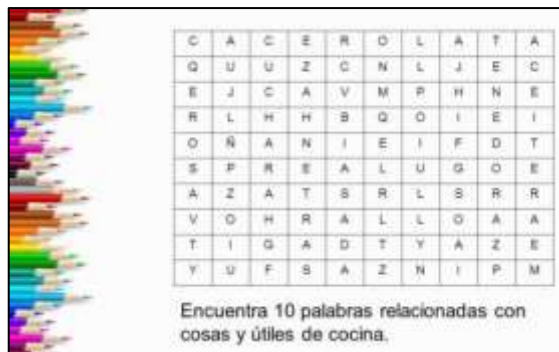 C A C E R O L A T A
Q U U Z C N L J E C
E J C A V M P H N E
R L H H B Q O I E I
O Ñ A N I E I F D T
S P R E A L U G O E
A Z A T S R L S R R
V O H R A L L O A A
T I G A D T Y A Z E
Y U F S A Z N I P M
Encuentra 10 palabras relacionadas con
cosas y útiles de cocina.